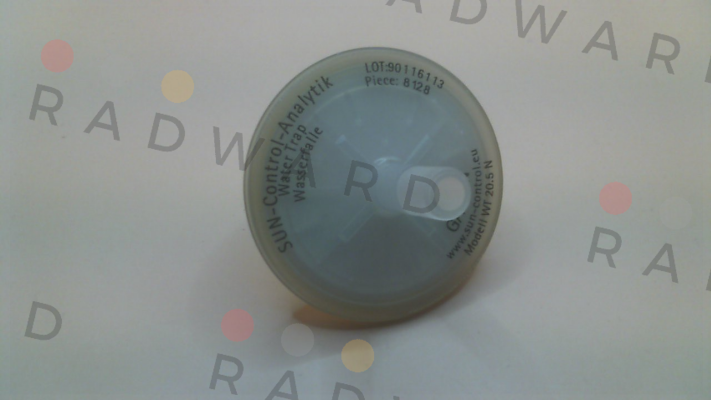 LOT:90116113
Piece: 8128
SUN-Control-Analytik
Water Trap
Wasserfalle
www.sun-control.eu
Modell WT 20.5 N
RADWARD
RADWARD